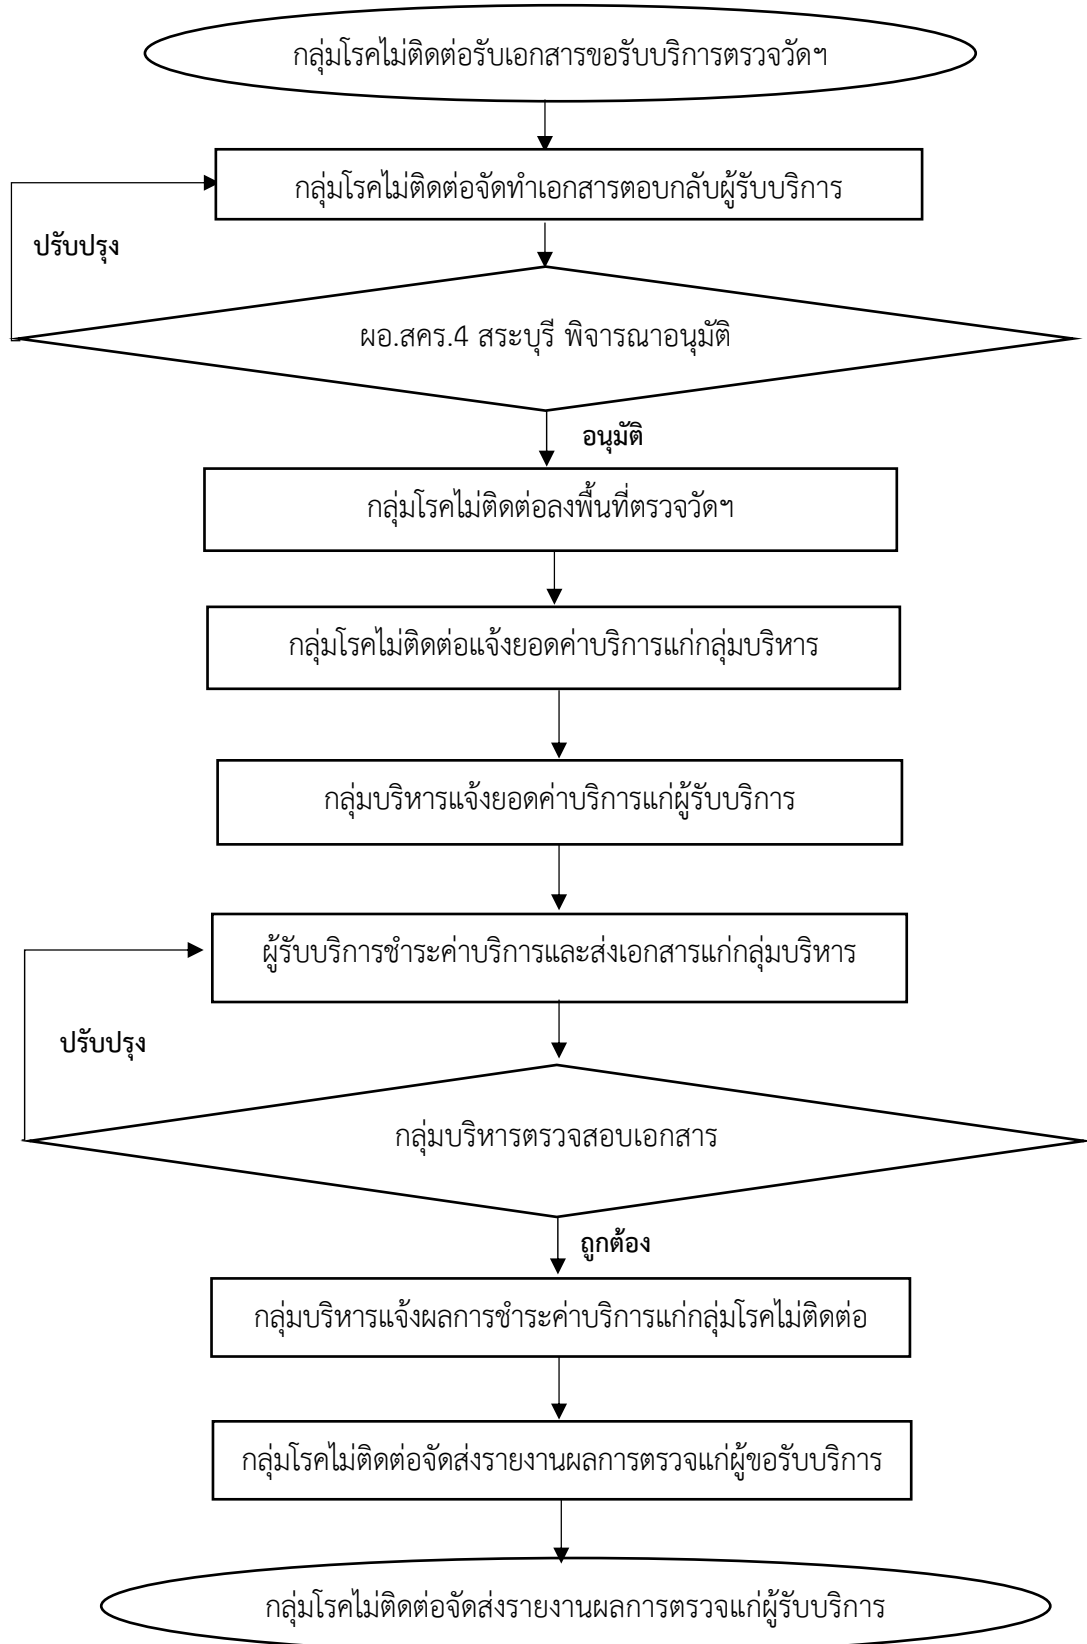 กลุ่มโรคไม่ติดต่อรับเอกสารขอรับบริการตรวจวัดฯ
กลุ่มโรคไม่ติดต่อจัดทำเอกสารตอบกลับผู้รับบริการ
ปรับปรุง
ผอ.สคร.4 สระบุรี พิจารณาอนุมัติ
อนุมัติ
กลุ่มโรคไม่ติดต่อลงพื้นที่ตรวจวัดฯ
กลุ่มโรคไม่ติดต่อแจ้งยอดค่าบริการแก่กลุ่มบริหาร
กลุ่มบริหารแจ้งยอดค่าบริการแก่ผู้รับบริการ
ผู้รับบริการชำระค่าบริการและส่งเอกสารแก่กลุ่มบริหาร
ปรับปรุง
กลุ่มบริหารตรวจสอบเอกสาร
ถูกต้อง
กลุ่มบริหารแจ้งผลการชำระค่าบริการแก่กลุ่มโรคไม่ติดต่อ
กลุ่มโรคไม่ติดต่อจัดส่งรายงานผลการตรวจแก่ผู้ขอรับบริการ
กลุ่มโรคไม่ติดต่อจัดส่งรายงานผลการตรวจแก่ผู้รับบริการ